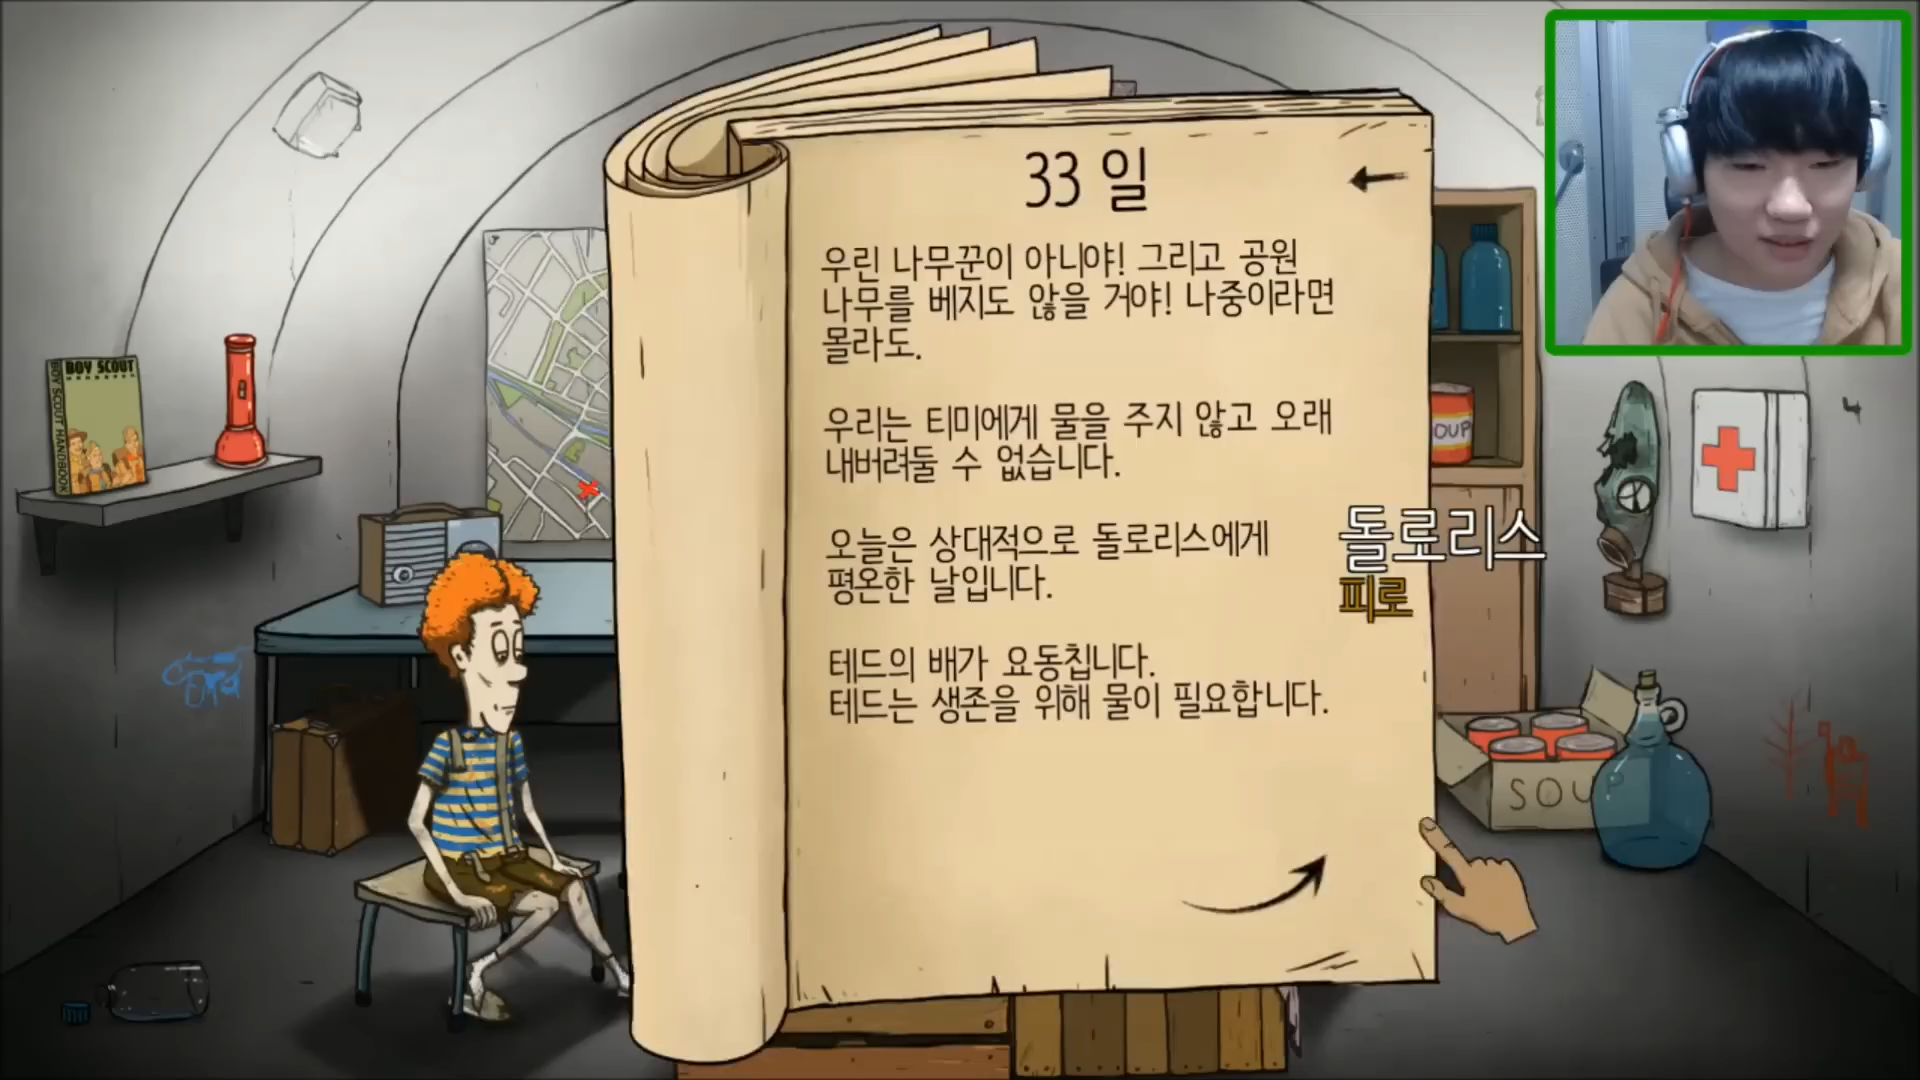 33 일
우린 나무꾼이 아니야! 그리고 공원
나무를 베지도 않을 거야! 나중이라면
몰라도.
우리는 티미에게 물을 주지 않고 오래
내버려둘 수 없습니다.
오늘은 상대적으로 돌로리스에게
평온한 날입니다.
테드의 배가 요동칩니다.
테드는 생존을 위해 물이 필요합니다.
돌로리스
피로
BOY SCOUT
BOY SCOUT HANDBOOK
OUP
SOUP